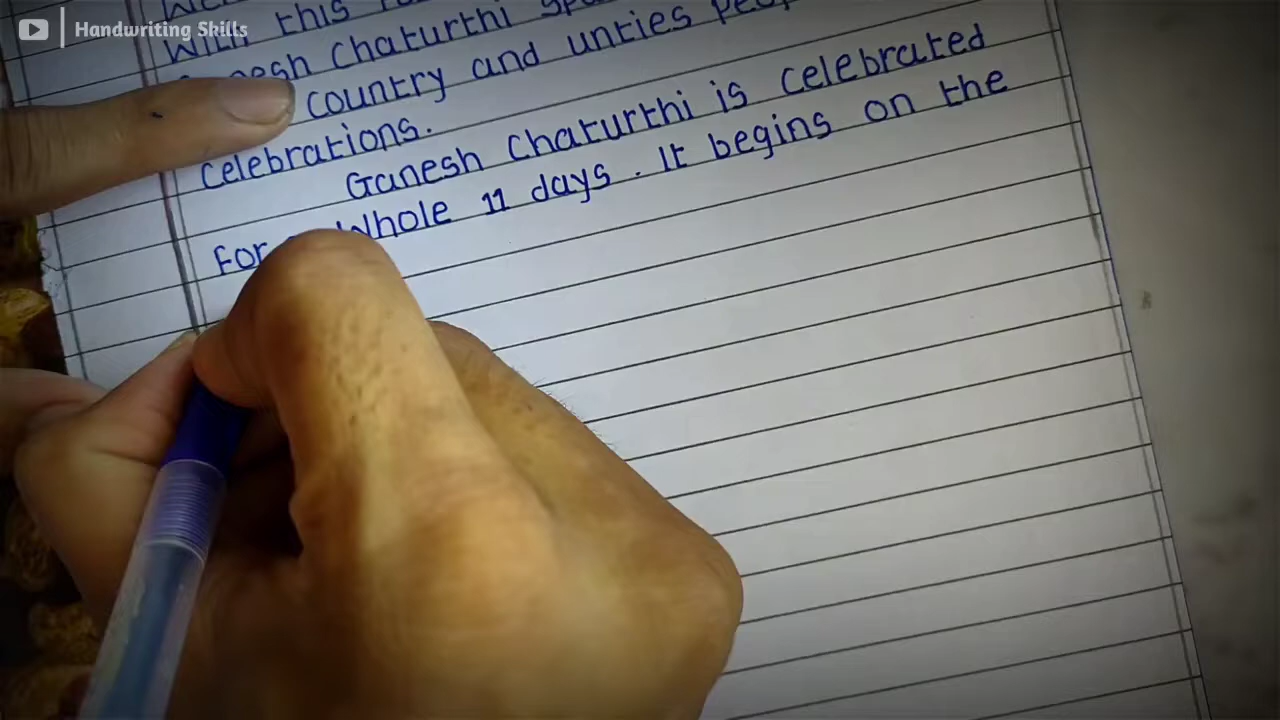 Handwriting Skills
with this
Chaturthi
country and unties
celebrations.
Ganesh Chaturthi is celebrated
For Whole 11 days. It begins on the